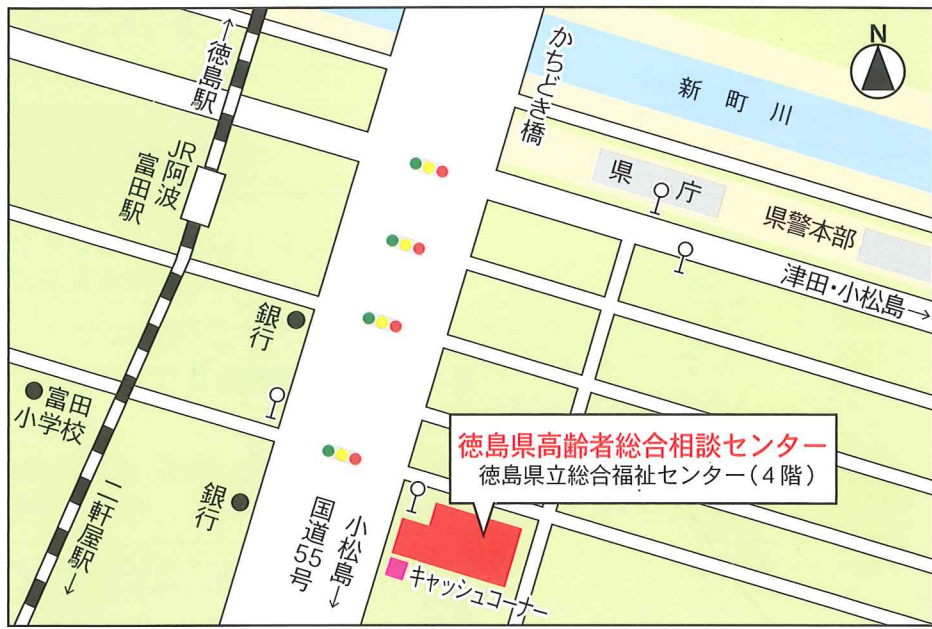 ←徳島駅
かちどき橋
N
新町川
JR阿波
富田駅
県庁
県警本部
津田・小松島→
銀行
富田
小学校
徳島県高齢者総合相談センター
徳島県立総合福祉センター(4階)
銀行
二軒屋駅→
小松島→
国道55号
キャッシュコーナー